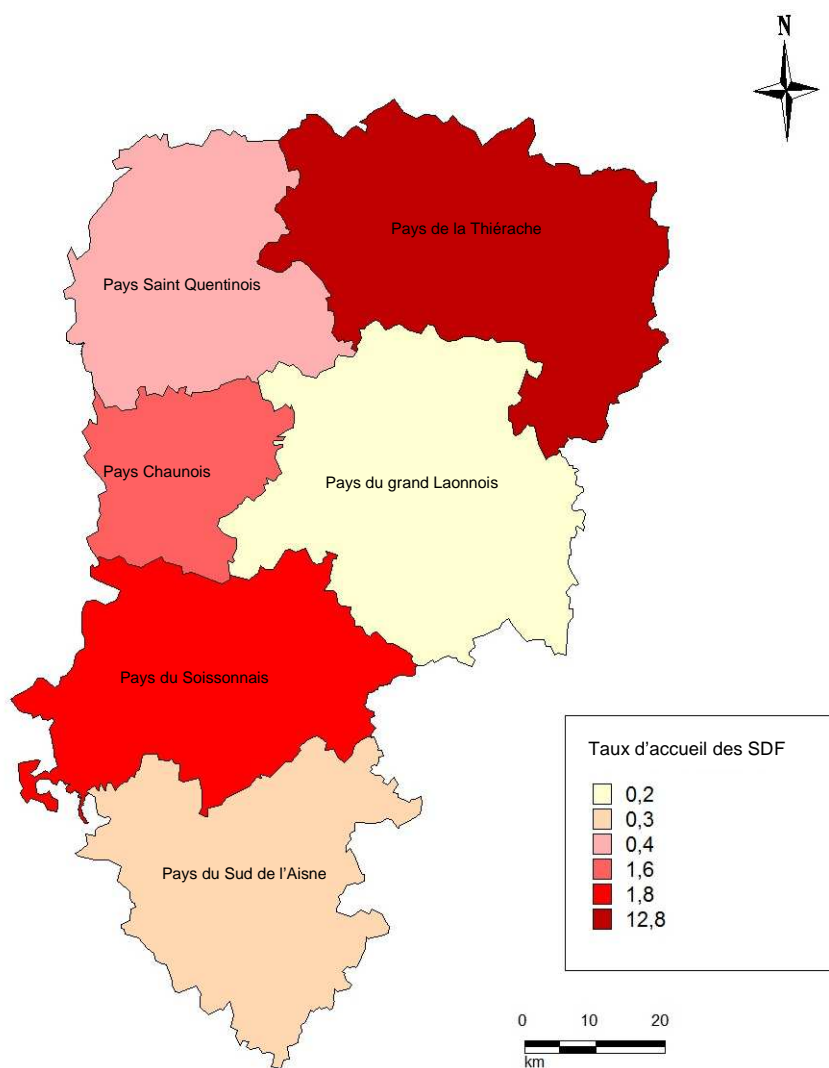 N
Pays de la Thiérache
Pays Saint Quentinois
Pays Chaunois
Pays du grand Laonnois
Pays du Soissonnais
Pays du Sud de l'Aisne
Taux d'accueil des SDF
0,2
0,3
0,4
1,6
1,8
12,8
0 10 20
km